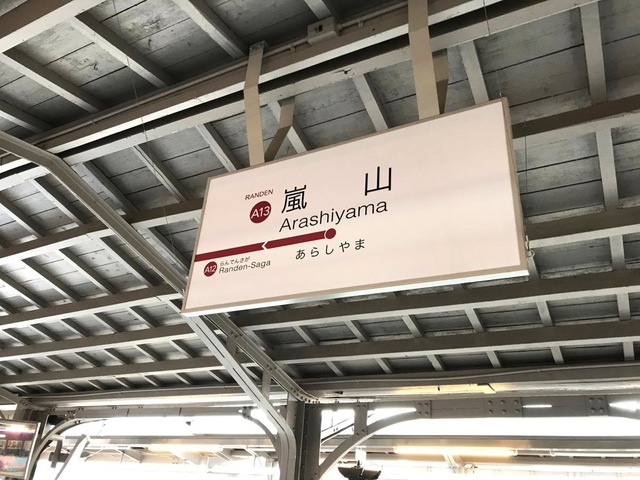 RANDEN
A13
嵐山
Arashiyama
あらしやま
A12
らんでんさが
Randen-Saga